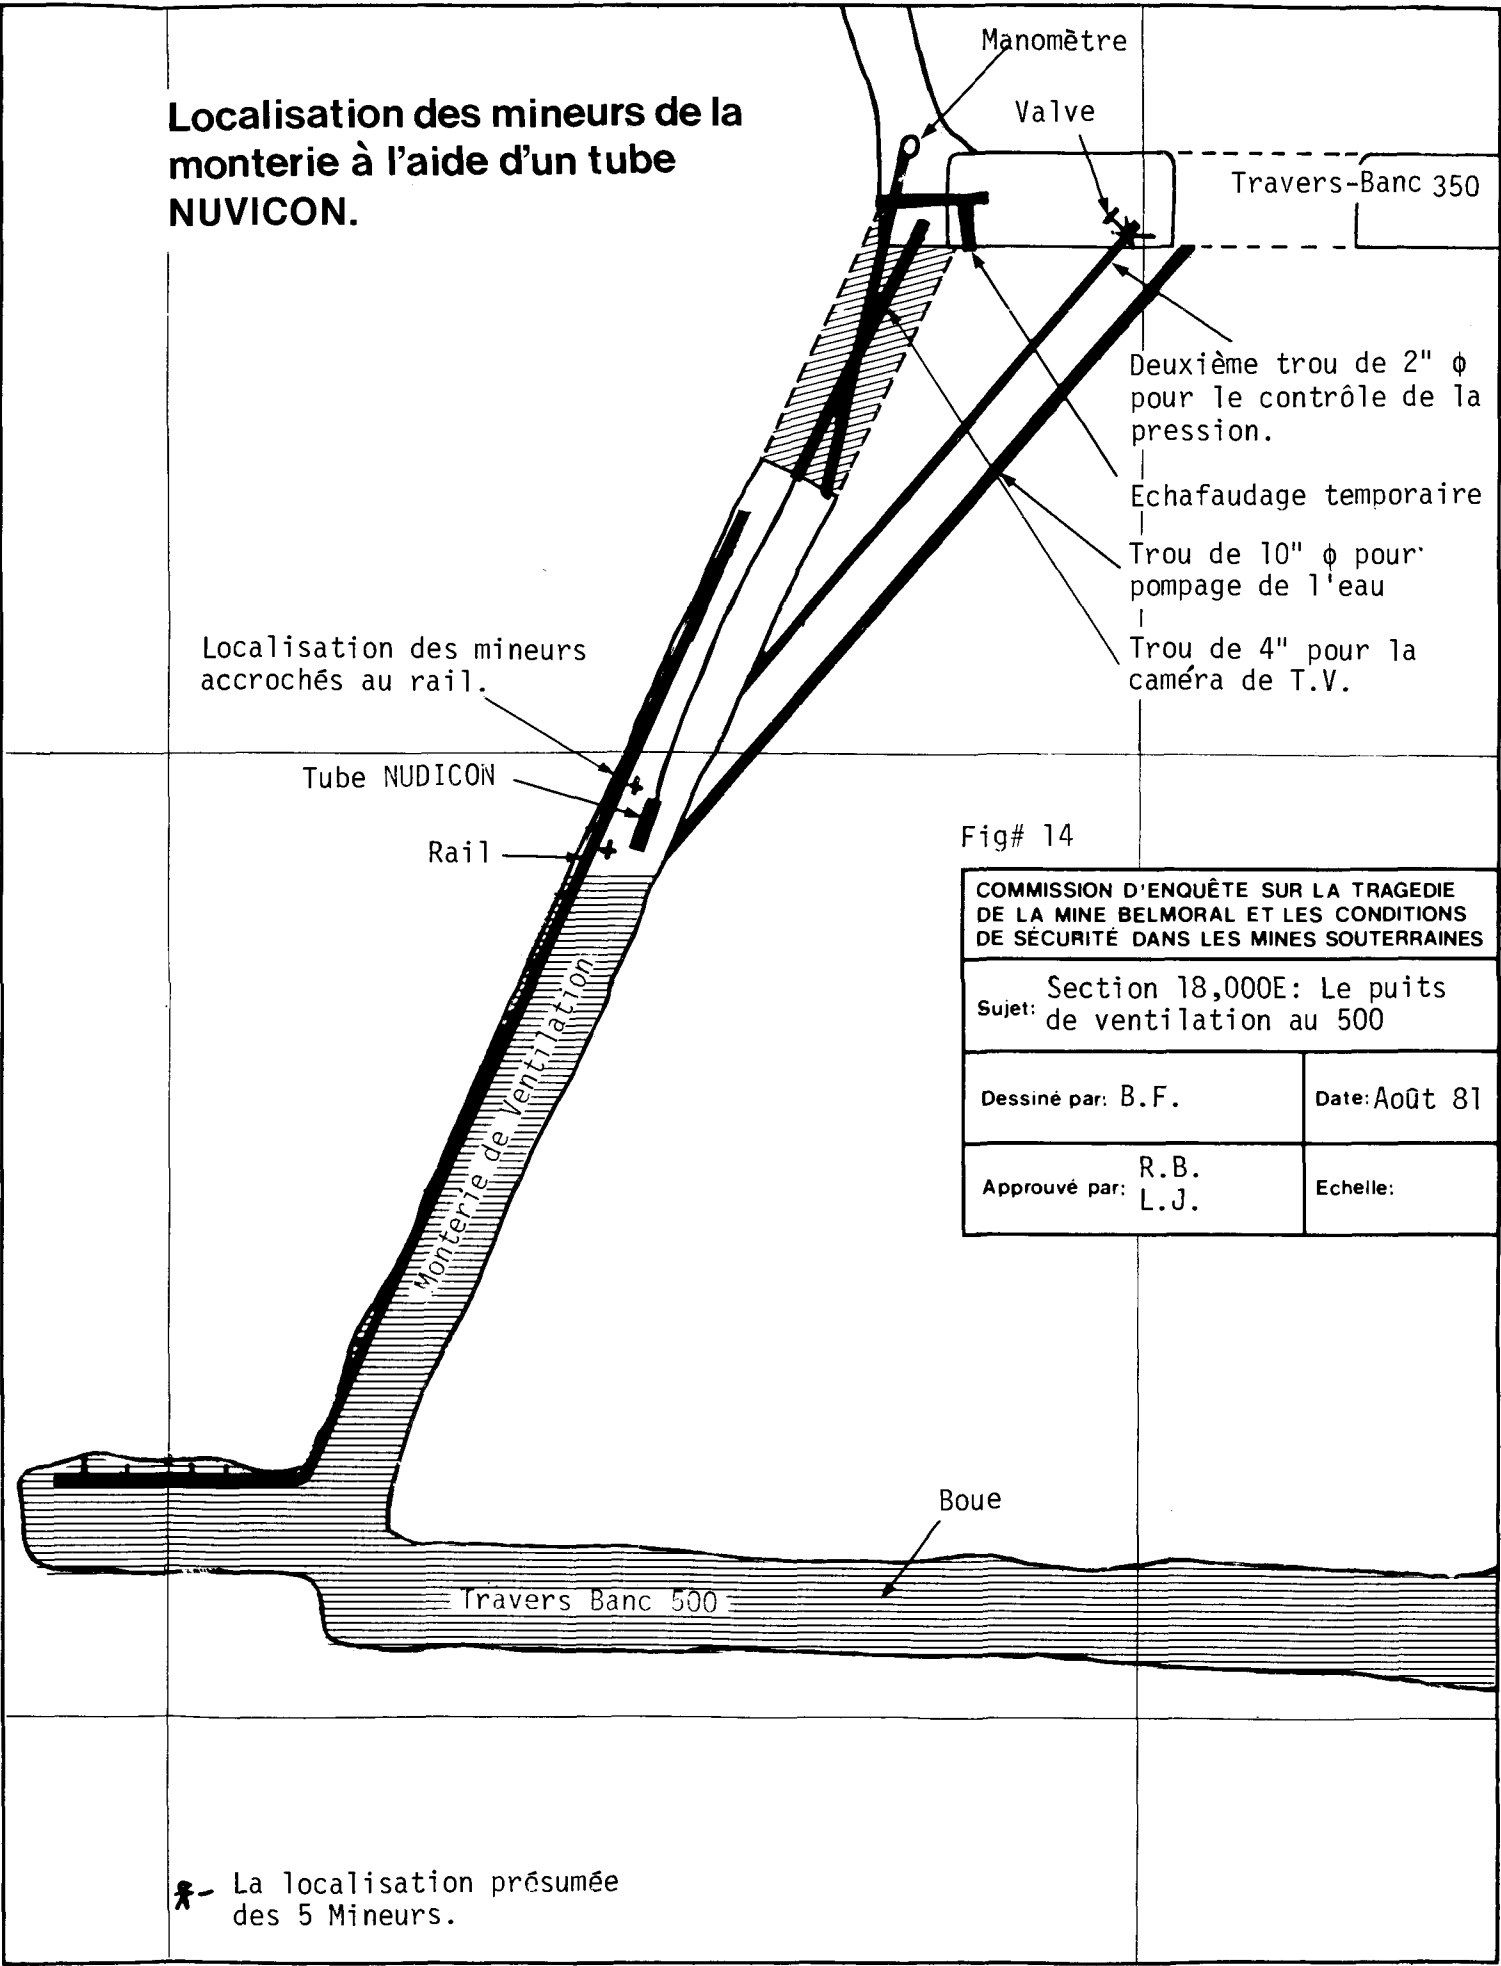 Localisation des mineurs de la
monterie à l'aide d'un tube
NUVICON.
Manomètre
Valve
Travers-Banc 350
Deuxième trou de 2" φ
pour le contrôle de la
pression.
Echafaudage temporaire
Trou de 10" φ pour
pompage de l'eau
Trou de 4" pour la
caméra de T.V.
Localisation des mineurs
accrochés au rail.
Tube NUDICON
Rail
Monterie de Ventilation
Fig# 14
COMMISSION D'ENQUÊTE SUR LA TRAGEDIE
DE LA MINE BELMORAL ET LES CONDITIONS
DE SÉCURITÉ DANS LES MINES SOUTERRAINES
Sujet: Section 18,000E: Le puits
de ventilation au 500
Dessiné par: B.F.
Date: Août 81
Approuvé par: R.B.
L.J.
Echelle:
Boue
Travers Banc 500
La localisation présumée
des 5 Mineurs.